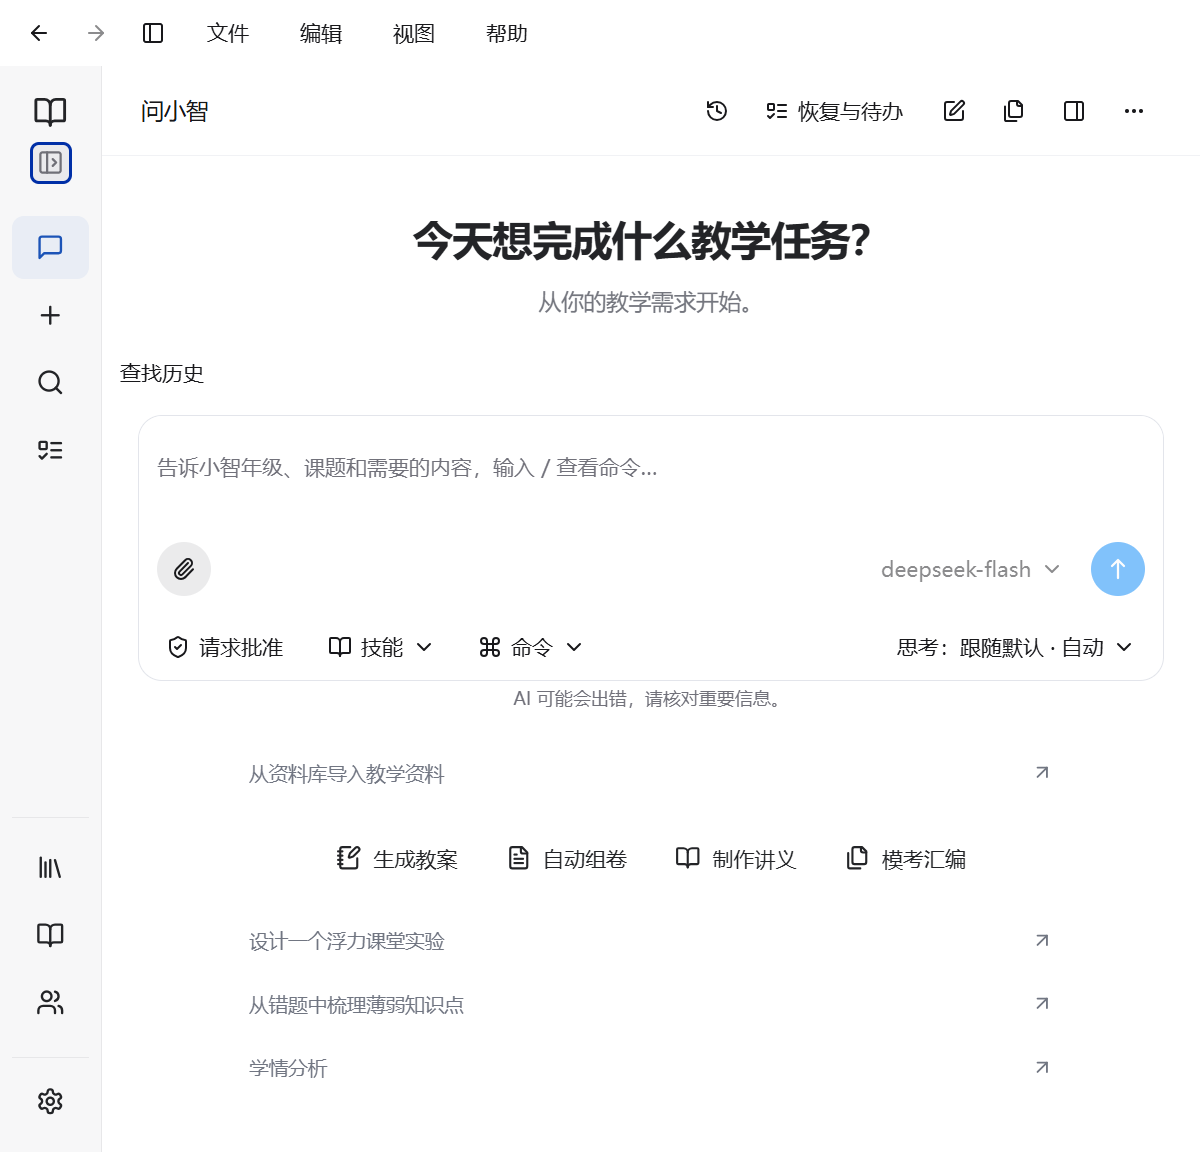 文件 编辑 视图 帮助
问小智 恢复与待办
今天想完成什么教学任务？
从你的教学需求开始。
查找历史
告诉小智年级、课题和需要的内容，输入 / 查看命令...
deepseek-flash
请求批准 技能 命令 思考：跟随默认 · 自动
AI 可能会出错，请核对重要信息。
从资料库导入教学资料
生成教案 自动组卷 制作讲义 模考汇编
设计一个浮力课堂实验
从错题中梳理薄弱知识点
学情分析